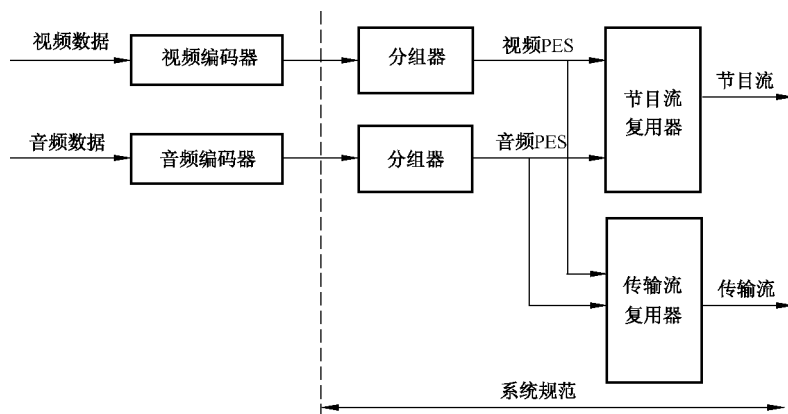 视频数据
视频编码器
分组器
视频PES
节目流
复用器
节目流
音频数据
音频编码器
分组器
音频PES
传输流
复用器
传输流
系统规范